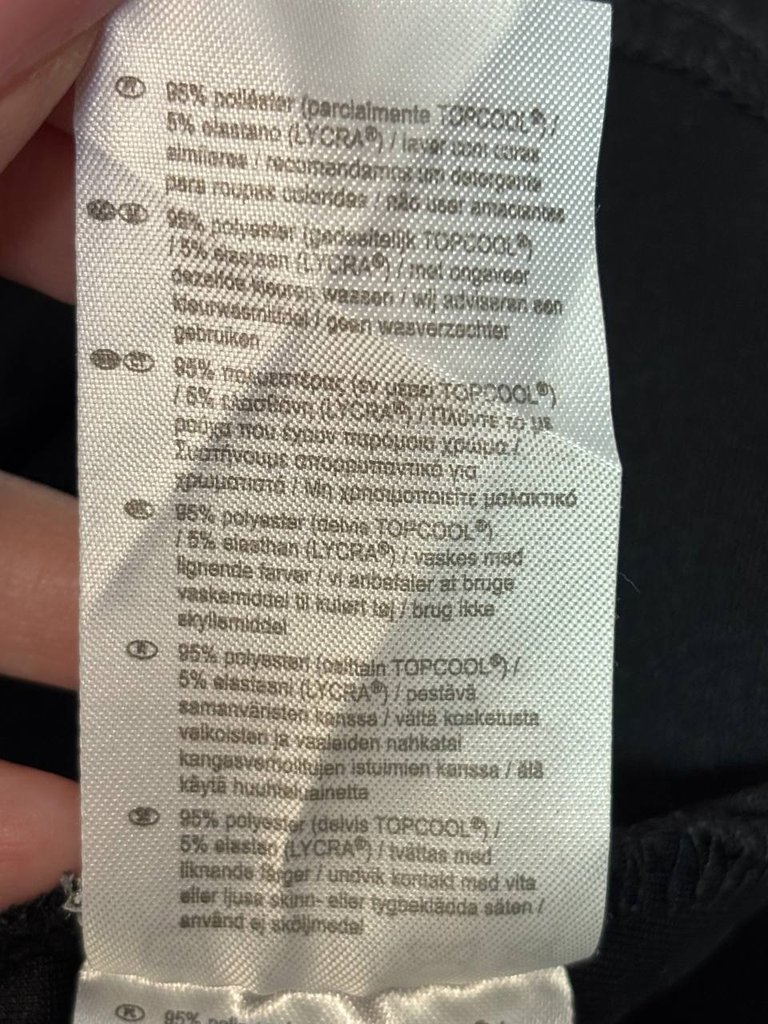 95% poliéster (parcialmente TOPCOOL®) /
5% elastano (LYCRA®) / lavar com cores
similares / recomendamos um detergente
para roupas coloridas / não usar amaciantes
95% polyester (gedeeltelijk TOPCOOL®)
/ 5% elastaan (LYCRA®) / met ongeveer
dezelfde kleuren wassen / wij adviseren een
kleurwasmiddel / geen wasverzachter
gebruiken
95% πολυεστέρας (εν μέρει TOPCOOL®)
/ 5% ελασθάνη (LYCRA®) / Πλύντε το με
ρούχα που έχουν παρόμοιο χρώμα /
Συστήνουμε απορρυπαντικό για
χρωματιστά / Μη χρησιμοποιείτε μαλακτικό
95% polyester (delvis TOPCOOL®)
/ 5% elasthan (LYCRA®) / vaskes med
lignende farver / vi anbefaler at bruge
vaskemiddel til kulørt tøj / brug ikke
skyllemiddel
FI 95% polyesteri (osittain TOPCOOL®) /
5% elastaani (LYCRA®) / pestävä
samanväristen kanssa / vältä kosketusta
valkoisten ja vaaleiden nahkatai
kangasverhoiltujen istuimien kanssa / älä
käytä huuhteluainetta
SE 95% polyester (delvis TOPCOOL®) /
5% elastan (LYCRA®) / tvättas med
liknande färger / undvik kontakt med vita
eller ljusa skinn- eller tygbeklädda säten /
använd ej sköljmedel
PL 95%